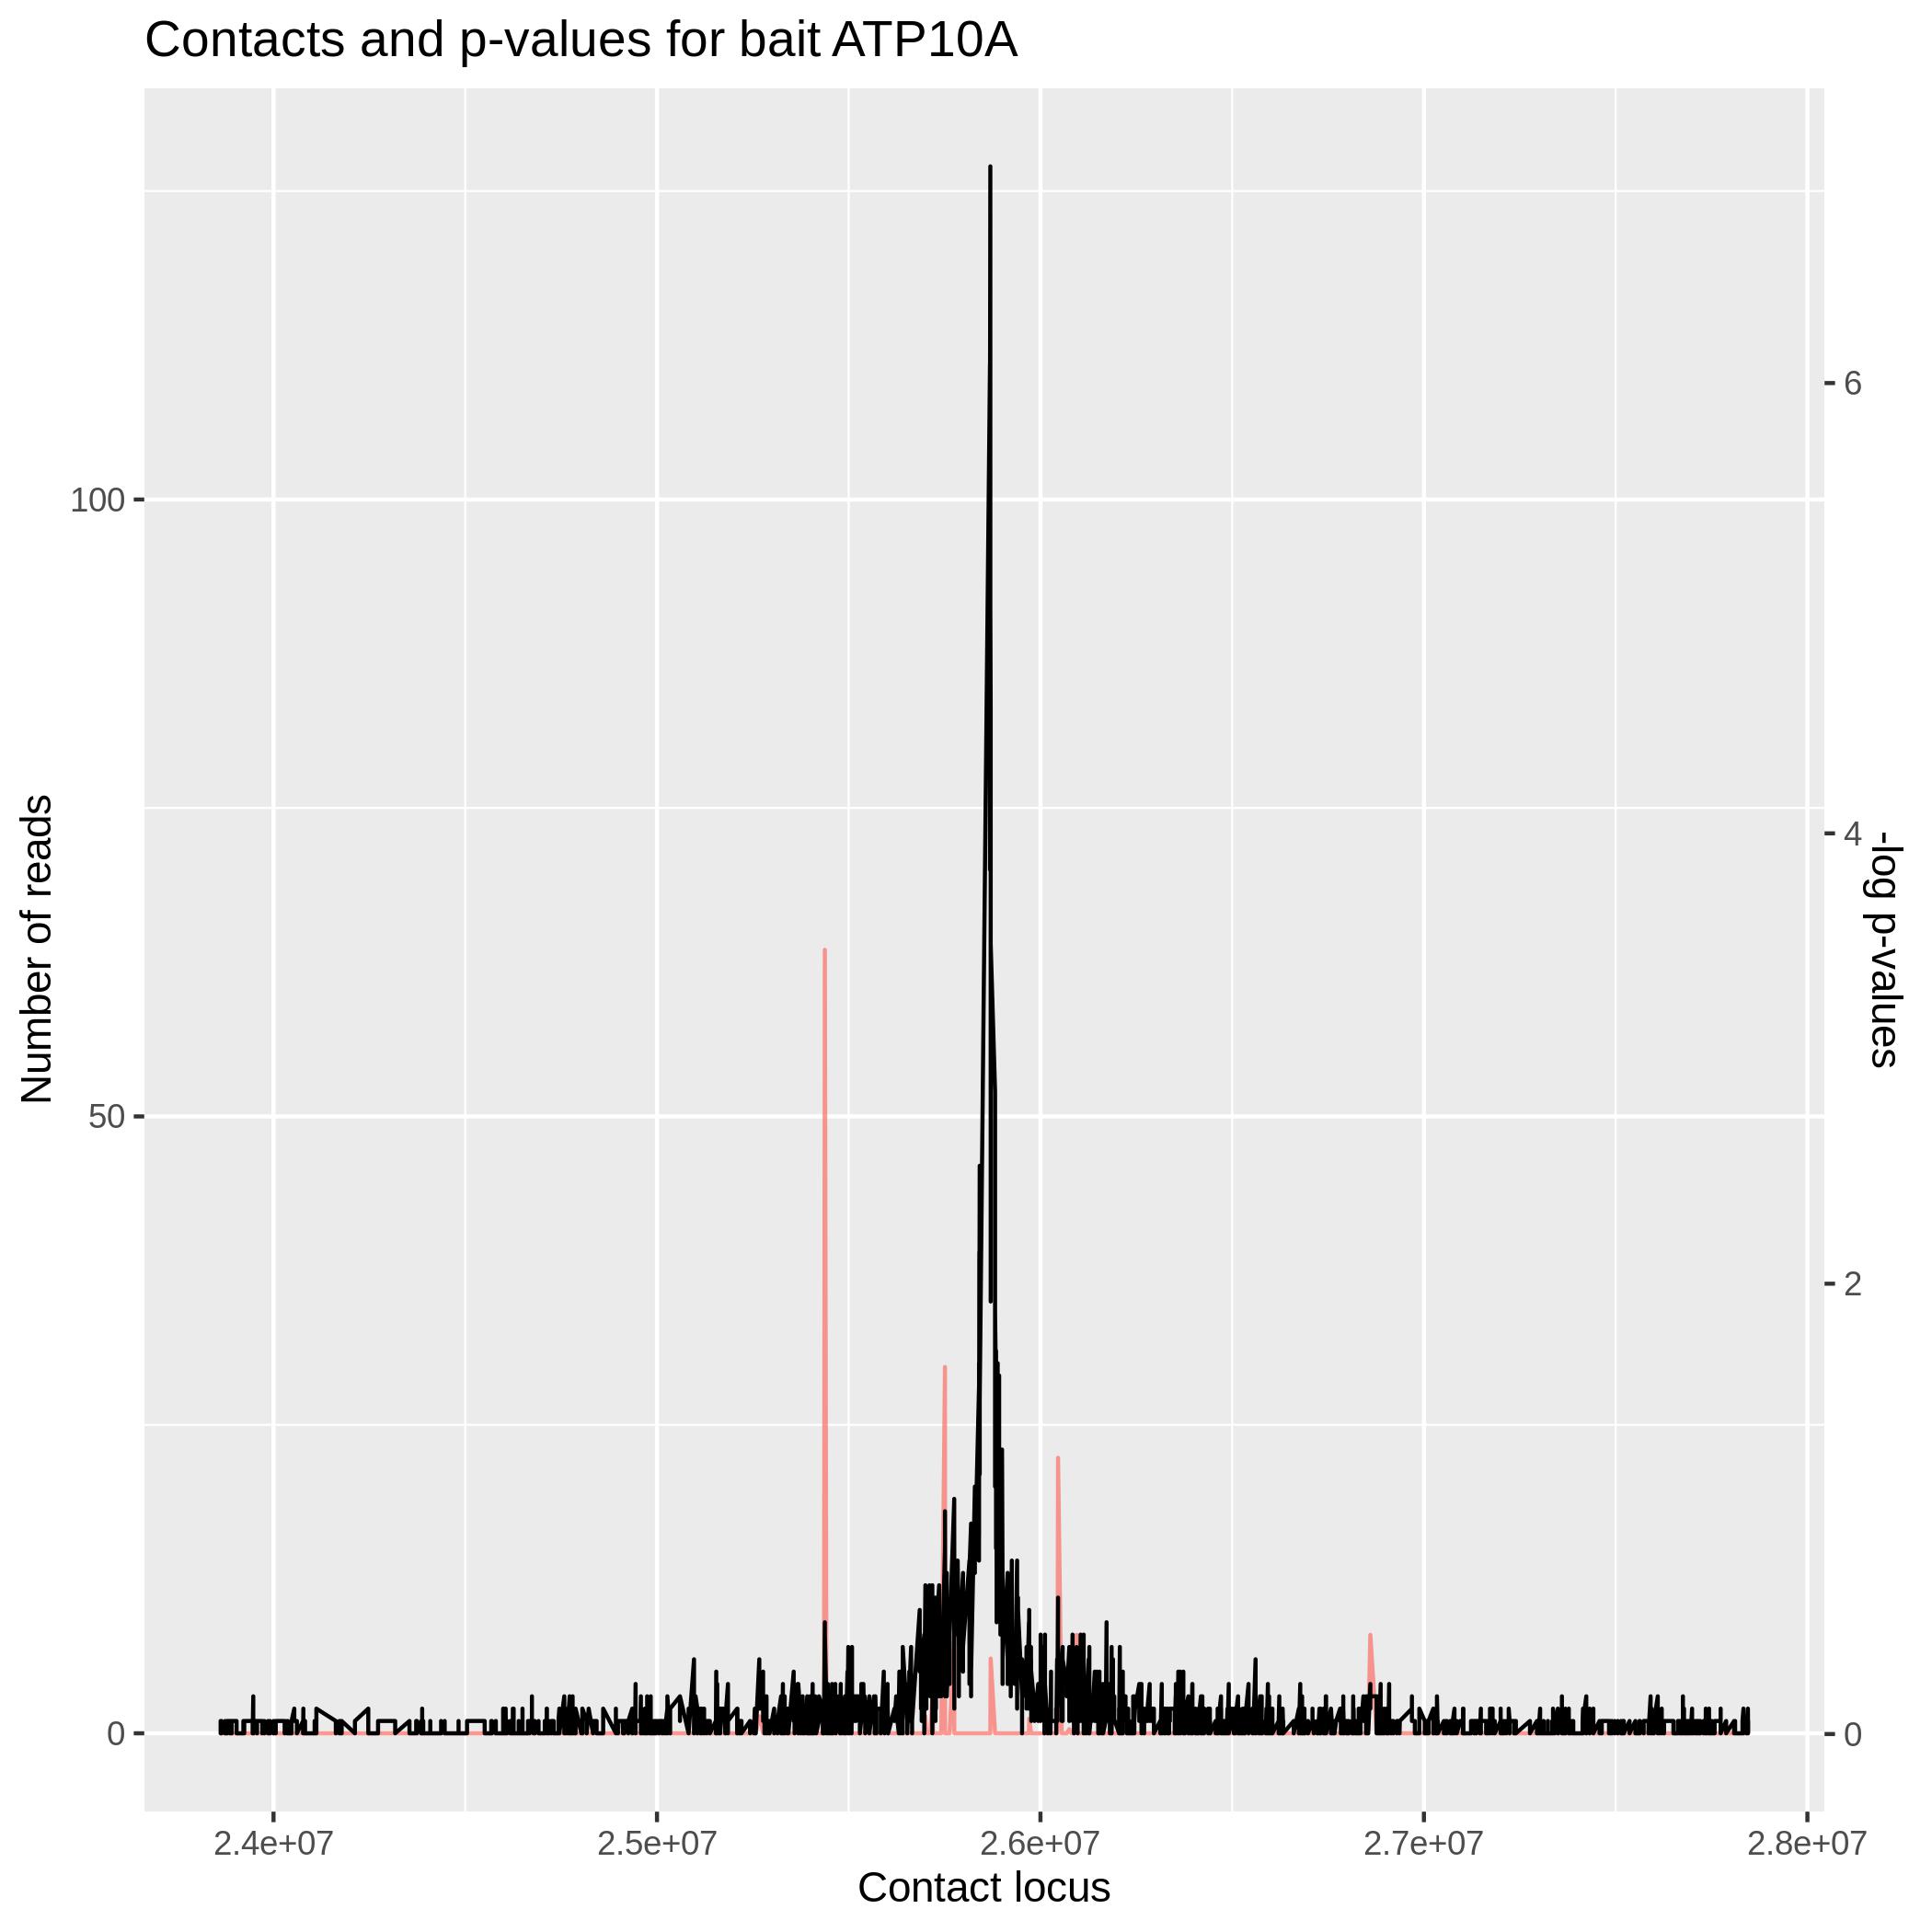 Contacts and p-values for bait ATP10A
Number of reads
100
50
0
6
4
2
0
-log p-values
2.4e+07
2.5e+07
2.6e+07
2.7e+07
2.8e+07
Contact locus